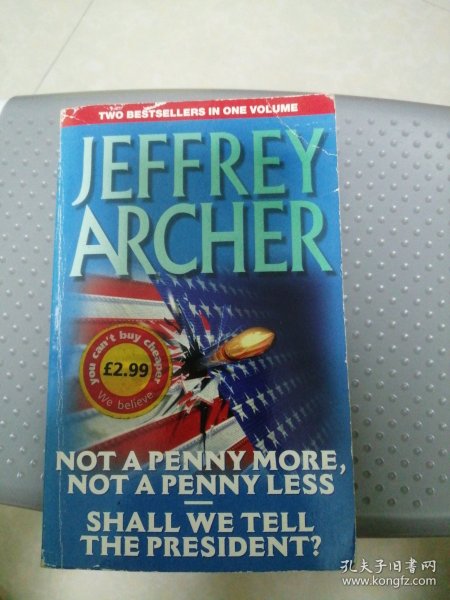 TWO BESTSELLERS IN ONE VOLUME
JEFFREY
ARCHER
you can't buy cheaper
£2.99
We believe
NOT A PENNY MORE,
NOT A PENNY LESS
SHALL WE TELL
THE PRESIDENT?
孔夫子旧书网
www.kongfz.com